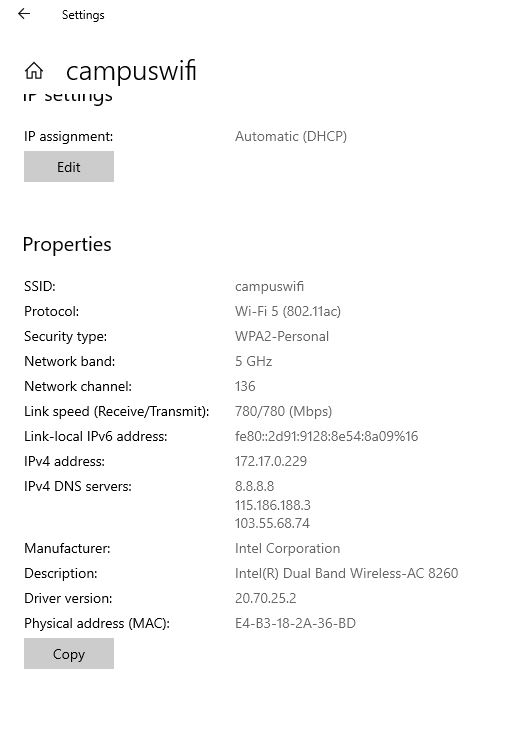 Settings
campuswifi
IP settings
IP assignment: Automatic (DHCP)
Edit
Properties
SSID: campuswifi
Protocol: Wi-Fi 5 (802.11ac)
Security type: WPA2-Personal
Network band: 5 GHz
Network channel: 136
Link speed (Receive/Transmit): 780/780 (Mbps)
Link-local IPv6 address: fe80::2d91:9128:8e54:8a09%16
IPv4 address: 172.17.0.229
IPv4 DNS servers: 8.8.8.8
115.186.188.3
103.55.68.74
Manufacturer: Intel Corporation
Description: Intel(R) Dual Band Wireless-AC 8260
Driver version: 20.70.25.2
Physical address (MAC): E4-B3-18-2A-36-BD
Copy